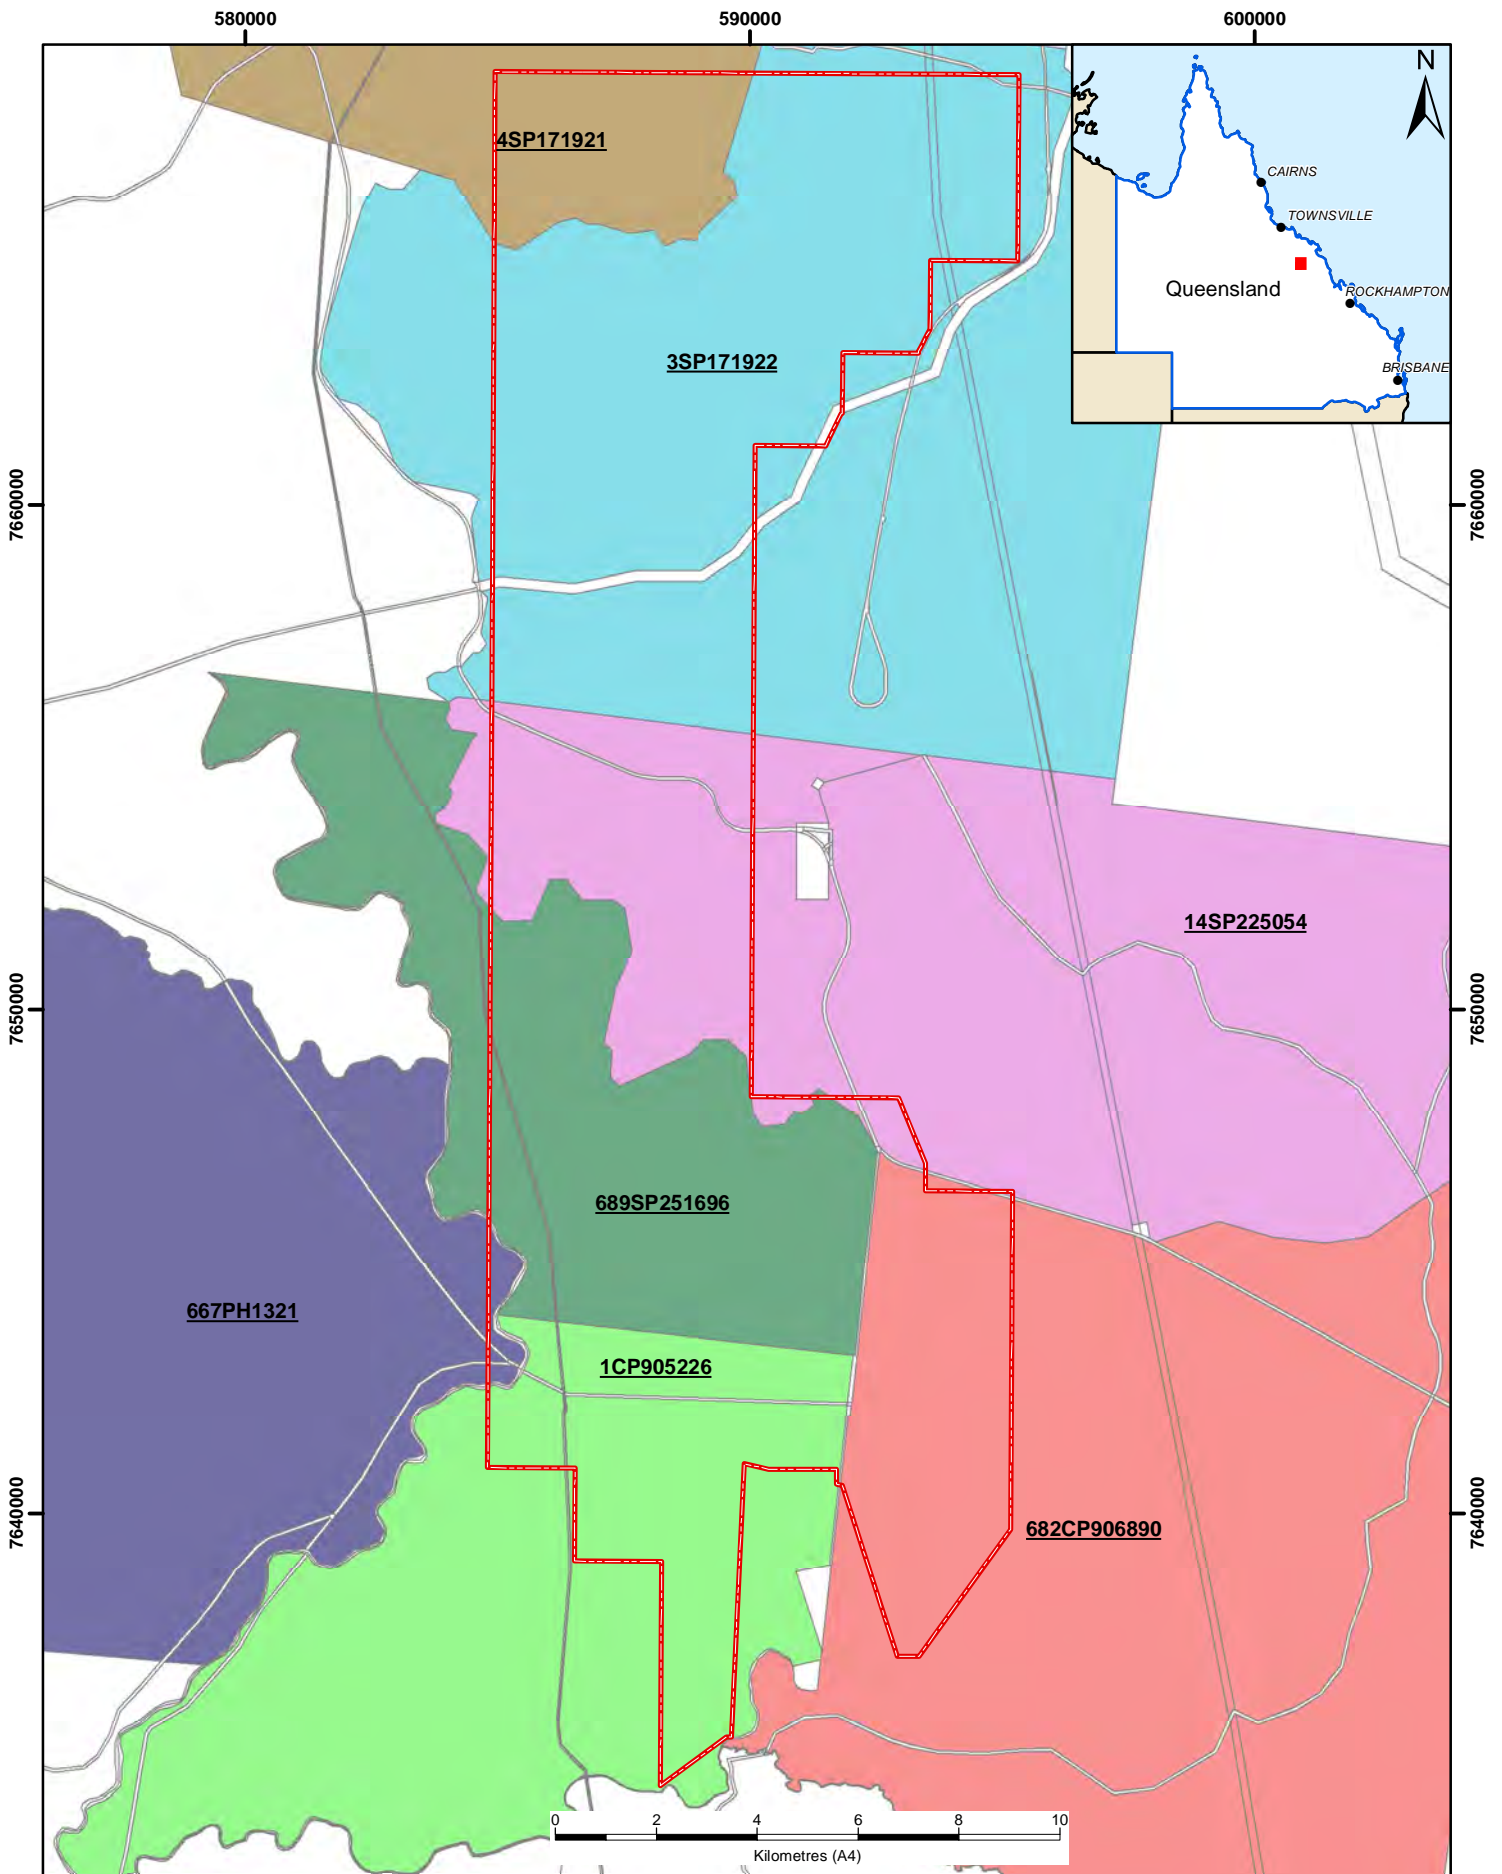 580000
590000
600000
N
4SP171921
CAIRNS
TOWNSVILLE
Queensland
ROCKHAMPTON
3SP171922
BRISBANE
7660000
7660000
14SP225054
7650000
7650000
689SP251696
667PH1321
1CP905226
7640000
7640000
682CP906890
0 2 4 6 8 10
Kilometres (A4)